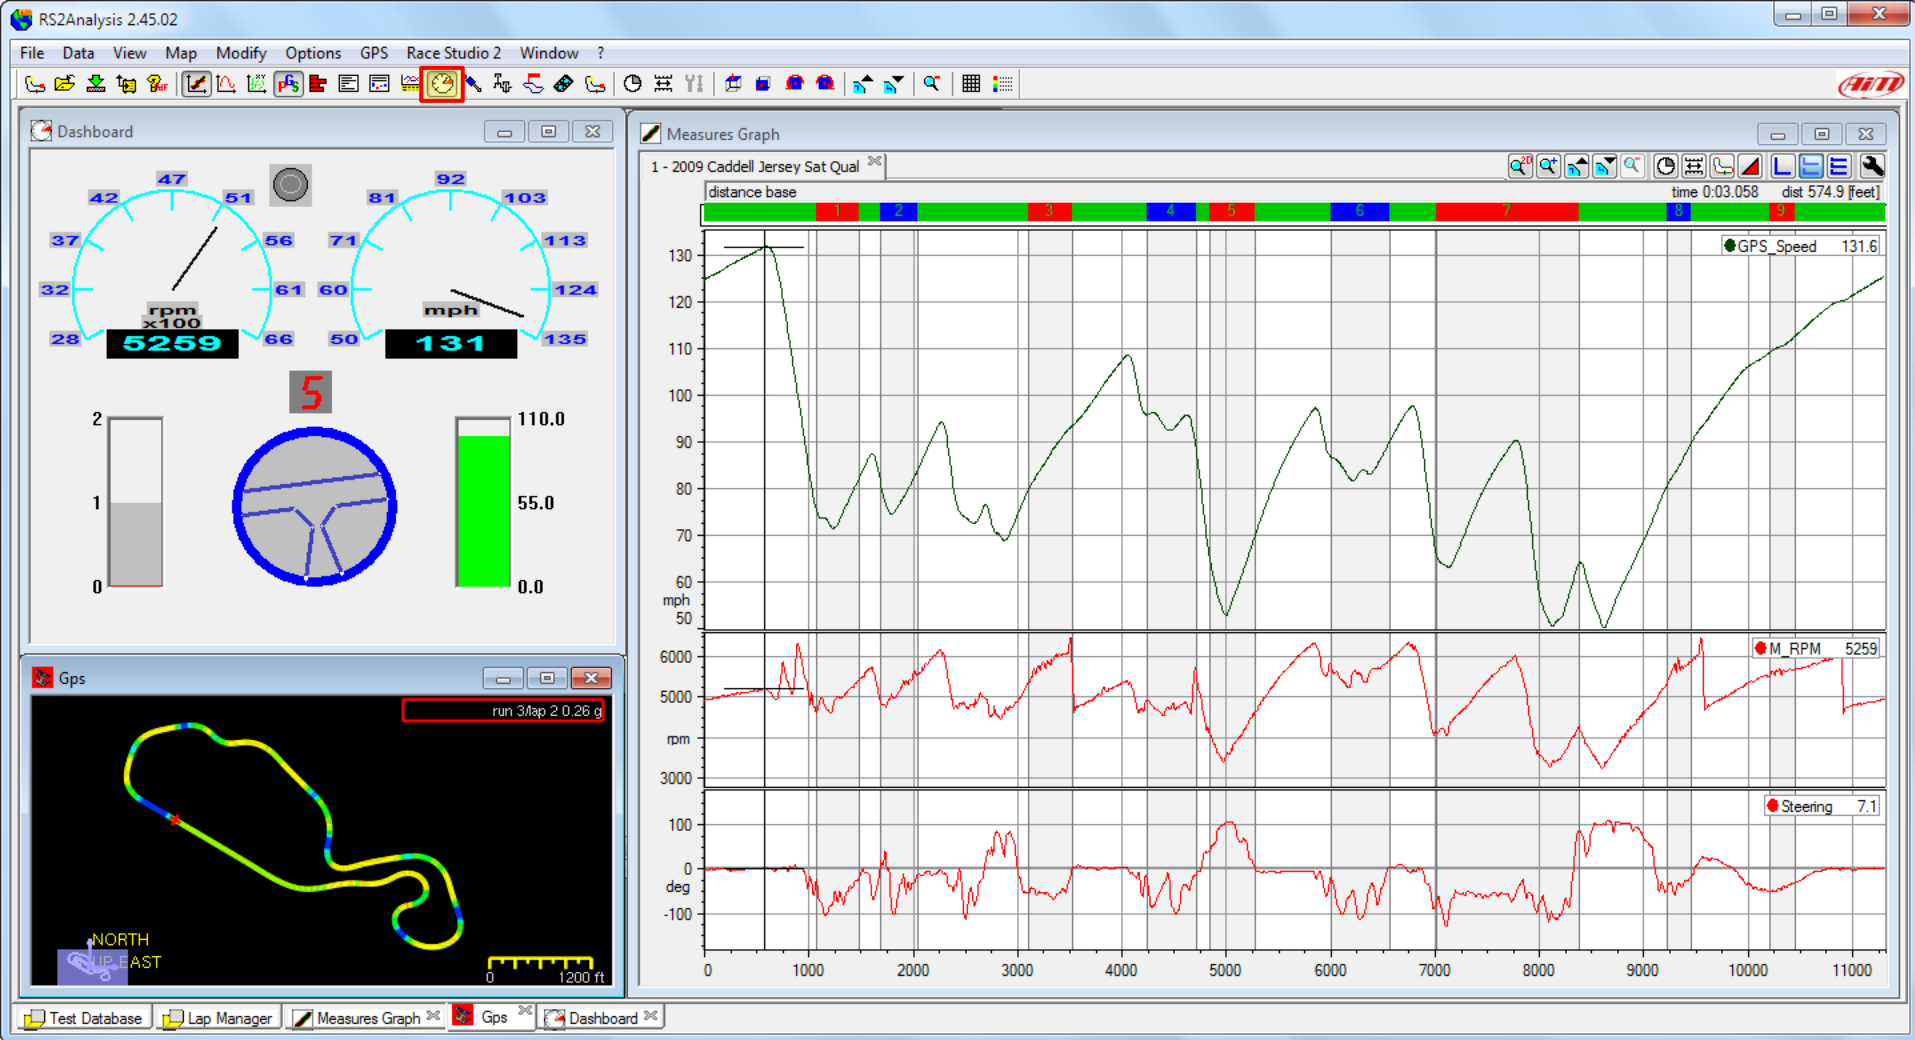 RS2Analysis 2.45.02
File Data View Map Modify Options GPS Race Studio 2 Window ?
AiM
Dashboard
47
42 51
37 56
32 61
28 66
rpm
x100
5259
92
81 103
71 113
60 124
50 135
mph
131
5
2
1
0
110.0
55.0
0.0
Gps
run 3/lap 2 0.26 g
NORTH
UP EAST
0 1200 ft
Measures Graph
1 - 2009 Caddell Jersey Sat Qual
distance base
time 0:03.058 dist 574.9 [feet]
1 2 3 4 5 6 7 8 9
GPS_Speed 131.6
130
120
110
100
90
80
70
60
mph
50
M_RPM 5259
6000
5000
rpm
3000
Steering 7.1
100
0
deg
-100
0 1000 2000 3000 4000 5000 6000 7000 8000 9000 10000 11000
Test Database Lap Manager Measures Graph Gps Dashboard